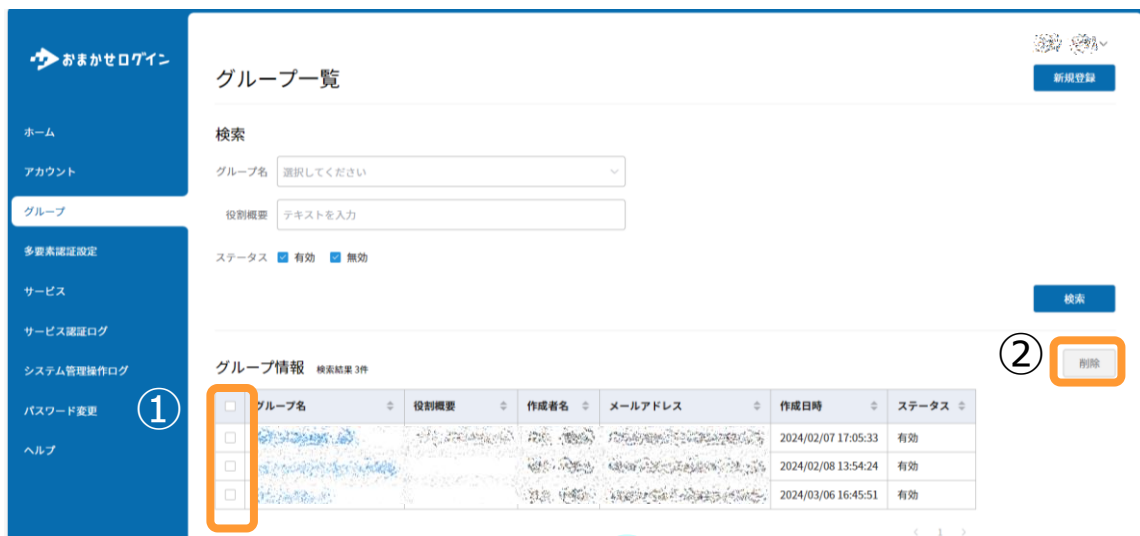 おまかせログイン
ホーム
アカウント
グループ
多要素認証設定
サービス
サービス認証ログ
システム管理操作ログ
パスワード変更
ヘルプ
グループ一覧
新規登録
検索
グループ名 選択してください
役割概要 テキストを入力
ステータス 有効 無効
検索
グループ情報 検索結果 3件
② 削除
①
グループ名 役割概要 作成者名 メールアドレス 作成日時 ステータス
2024/02/07 17:05:33 有効
2024/02/08 13:54:24 有効
2024/03/06 16:45:51 有効
1